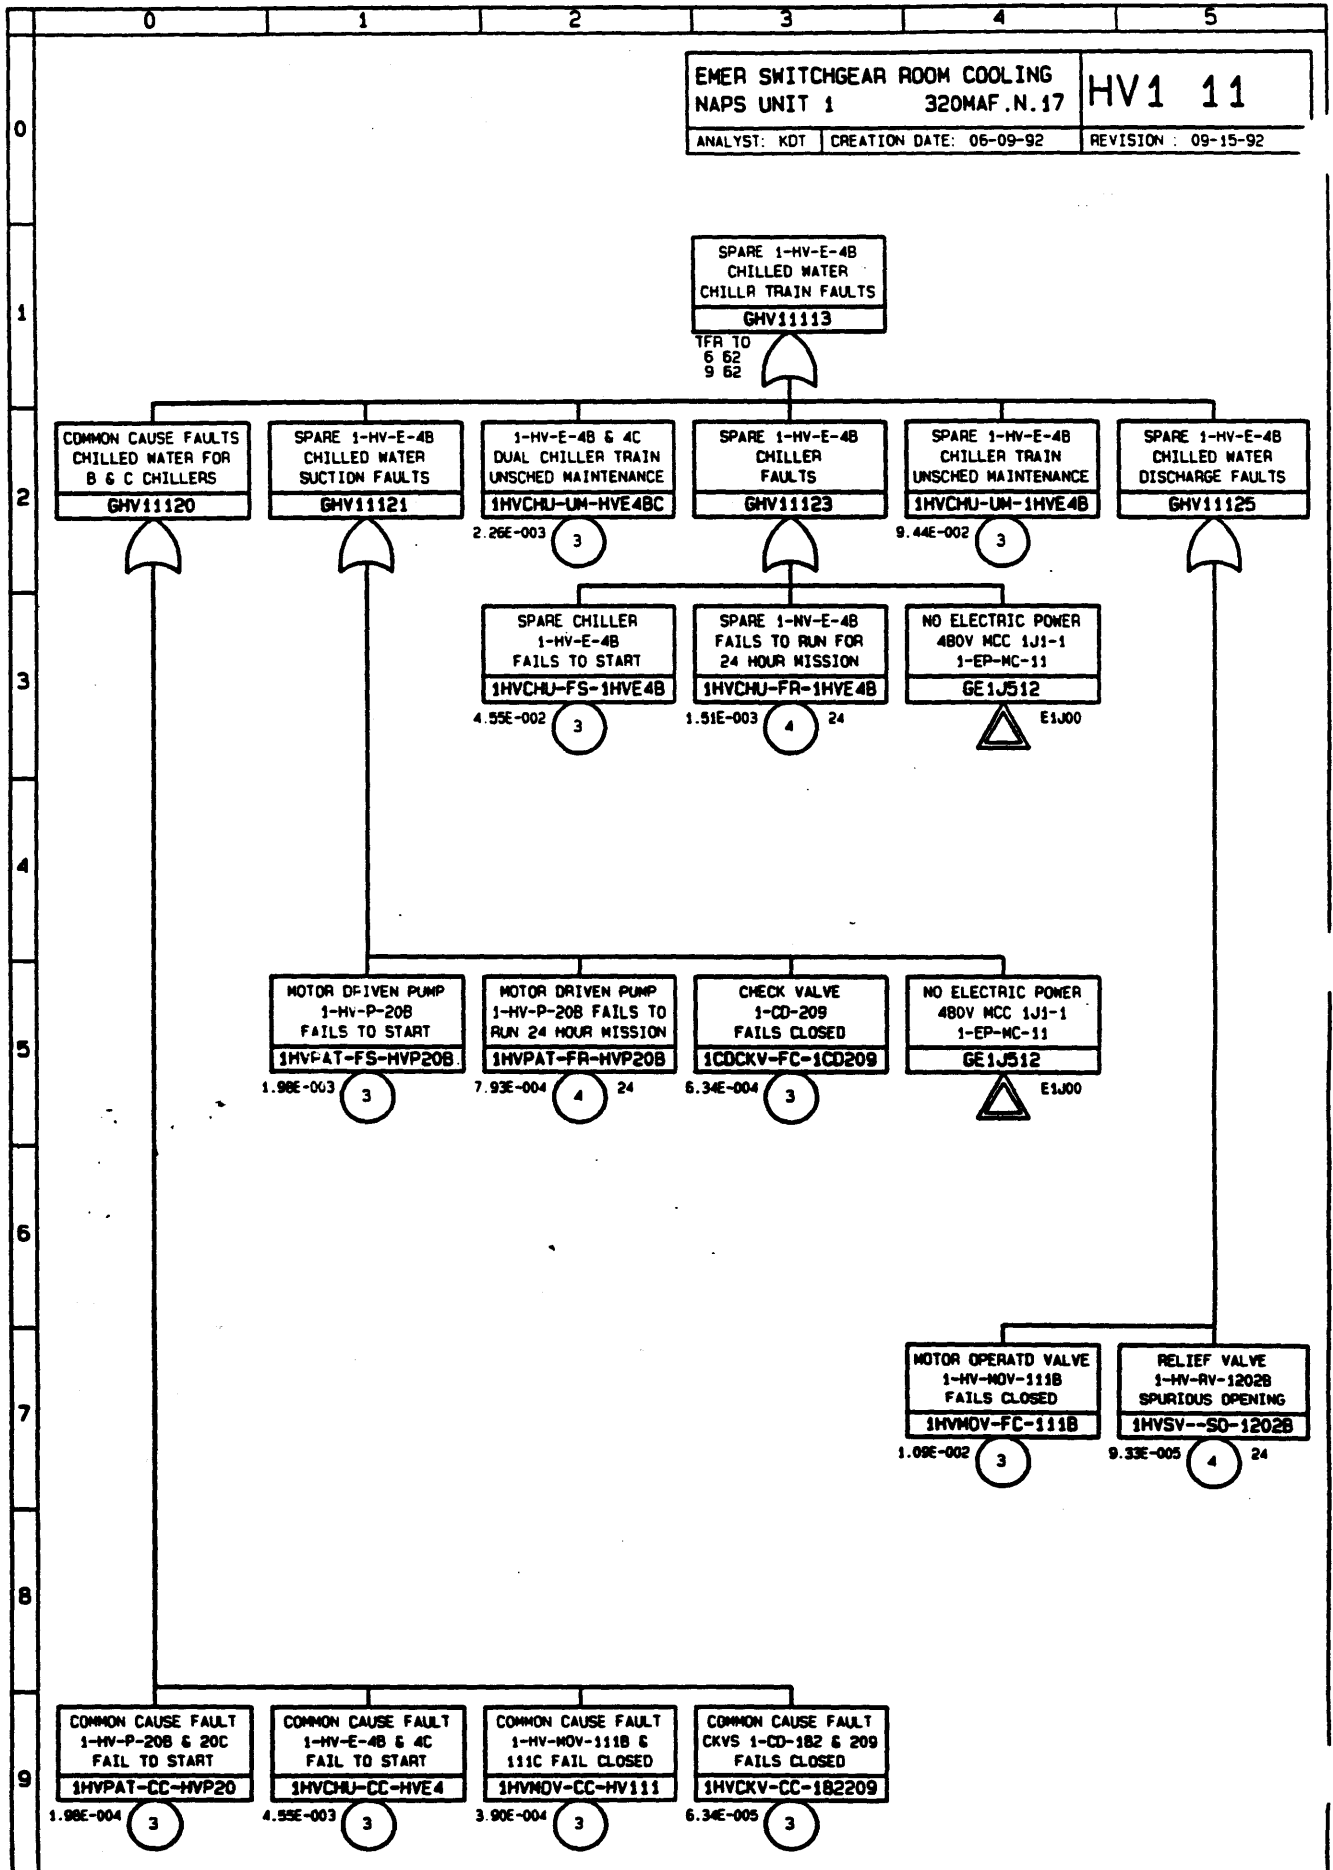 0 1 2 3 4 5
EMER SWITCHGEAR ROOM COOLING
NAPS UNIT 1 320MAF.N.17
HV1 11
ANALYST: KDT CREATION DATE: 06-09-92 REVISION : 09-15-92
0
SPARE 1-HV-E-4B
CHILLED WATER
CHILLR TRAIN FAULTS
GHV11113
TFR TO
6 62
9 62
1
COMMON CAUSE FAULTS
CHILLED WATER FOR
B & C CHILLERS
GHV11120
SPARE 1-HV-E-4B
CHILLED WATER
SUCTION FAULTS
GHV11121
1-HV-E-4B & 4C
DUAL CHILLER TRAIN
UNSCHED MAINTENANCE
1HVCHU-UM-HVE4BC
2.26E-003 3
SPARE 1-HV-E-4B
CHILLER
FAULTS
GHV11123
SPARE 1-HV-E-4B
CHILLER TRAIN
UNSCHED MAINTENANCE
1HVCHU-UM-1HVE4B
9.44E-002 3
SPARE 1-HV-E-4B
CHILLED WATER
DISCHARGE FAULTS
GHV11125
2
SPARE CHILLER
1-HV-E-4B
FAILS TO START
1HVCHU-FS-1HVE4B
4.55E-002 3
SPARE 1-NV-E-4B
FAILS TO RUN FOR
24 HOUR MISSION
1HVCHU-FR-1HVE4B
1.51E-003 4 24
NO ELECTRIC POWER
480V MCC 1J1-1
1-EP-MC-11
GE1J512
E1J00
3
4
MOTOR DRIVEN PUMP
1-HV-P-20B
FAILS TO START
1HVPAT-FS-HVP20B
1.98E-003 3
MOTOR DRIVEN PUMP
1-HV-P-20B FAILS TO
RUN 24 HOUR MISSION
1HVPAT-FR-HVP20B
7.93E-004 4 24
CHECK VALVE
1-CD-209
FAILS CLOSED
1CDCKV-FC-1CD209
6.34E-004 3
NO ELECTRIC POWER
480V MCC 1J1-1
1-EP-MC-11
GE1J512
E1J00
5
6
MOTOR OPERATD VALVE
1-HV-MOV-111B
FAILS CLOSED
1HVMOV-FC-111B
1.09E-002 3
RELIEF VALVE
1-HV-RV-1202B
SPURIOUS OPENING
1HVSV--SO-1202B
9.33E-005 4 24
7
8
COMMON CAUSE FAULT
1-HV-P-20B & 20C
FAIL TO START
1HVPAT-CC-HVP20
1.98E-004 3
COMMON CAUSE FAULT
1-HV-E-4B & 4C
FAIL TO START
1HVCHU-CC-HVE4
4.55E-003 3
COMMON CAUSE FAULT
1-HV-MOV-111B &
111C FAIL CLOSED
1HVMOV-CC-HV111
3.90E-004 3
COMMON CAUSE FAULT
CKVS 1-CD-182 & 209
FAILS CLOSED
1HVCKV-CC-182209
6.34E-005 3
9